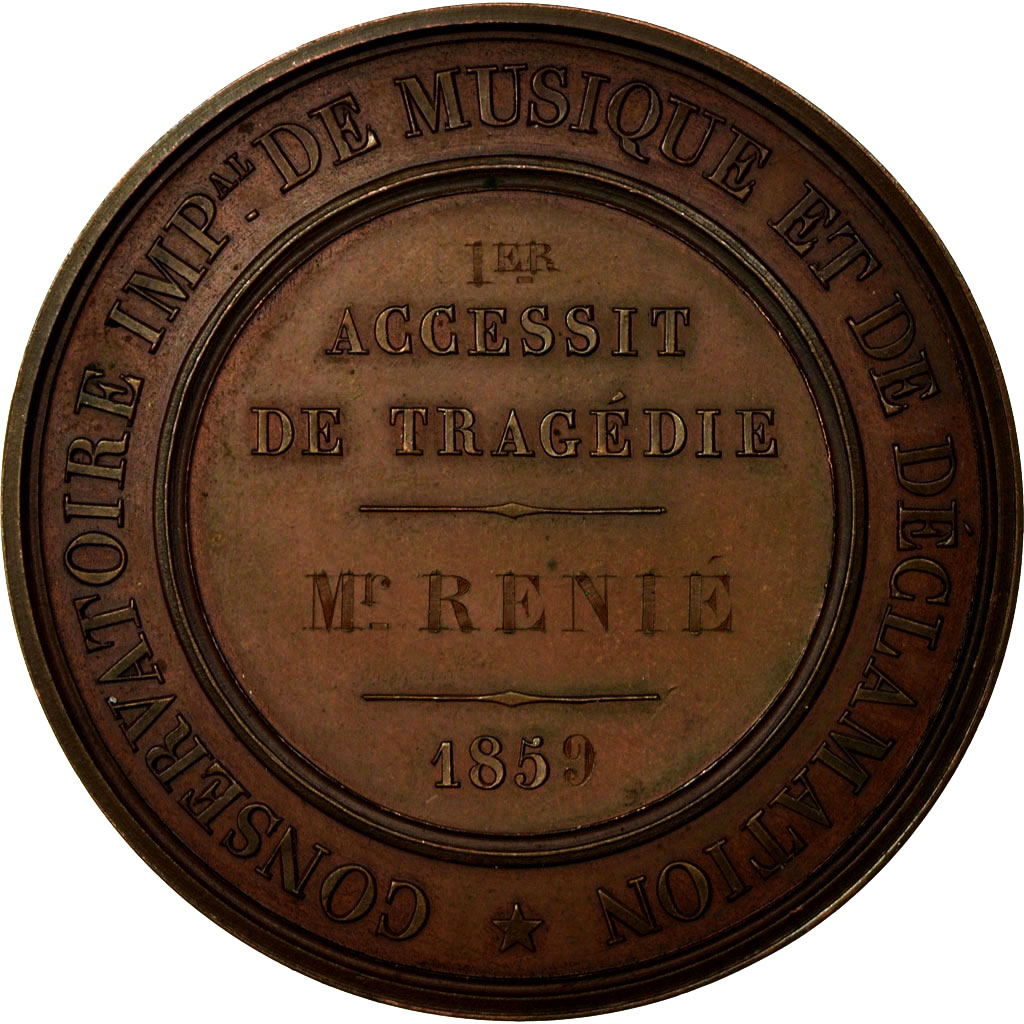 CONSERVATOIRE IMP.AL DE MUSIQUE ET DE DÉCLAMATION
1ER
ACCESSIT
DE TRAGÉDIE
Mr. RENIÉ
1859